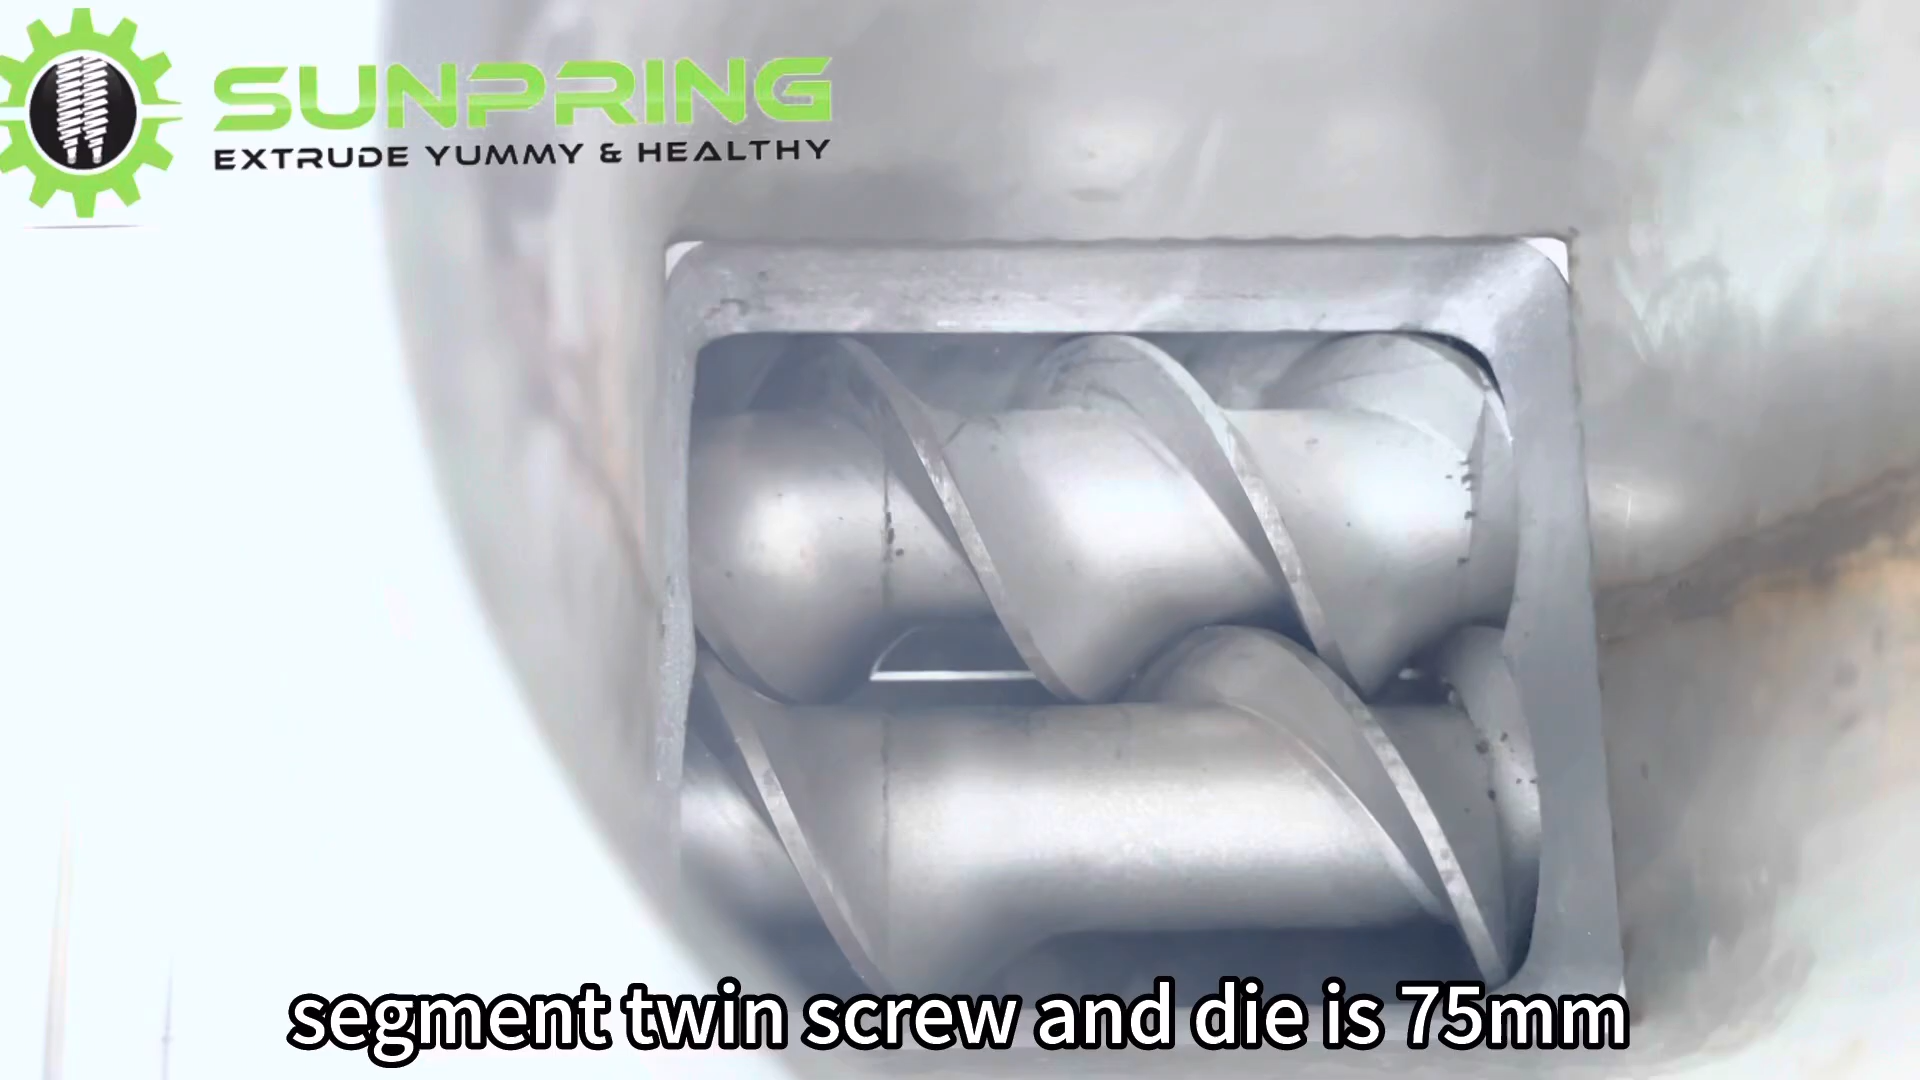 SUNPRING
EXTRUDE YUMMY & HEALTHY
segment twin screw and die is 75mm